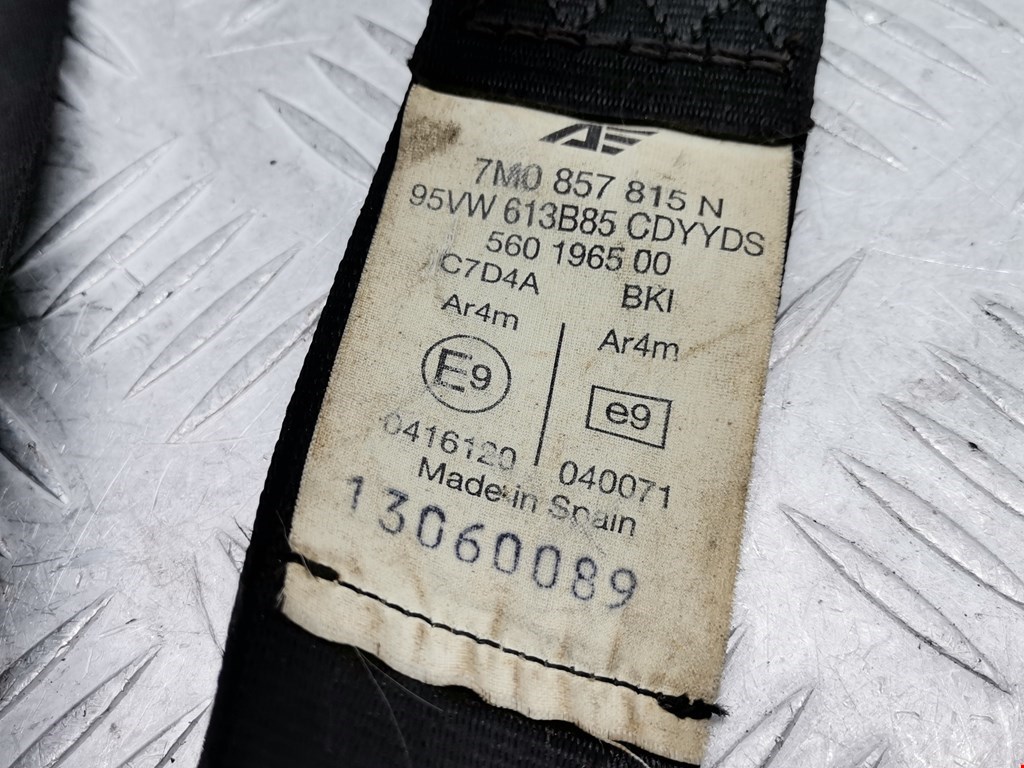 AE
7M0 857 815 N
95VW 613B85 CDYYDS
560 1965 00
C7D4A BKI
Ar4m Ar4m
E9 e9
0416120 040071
Made in Spain
13060089